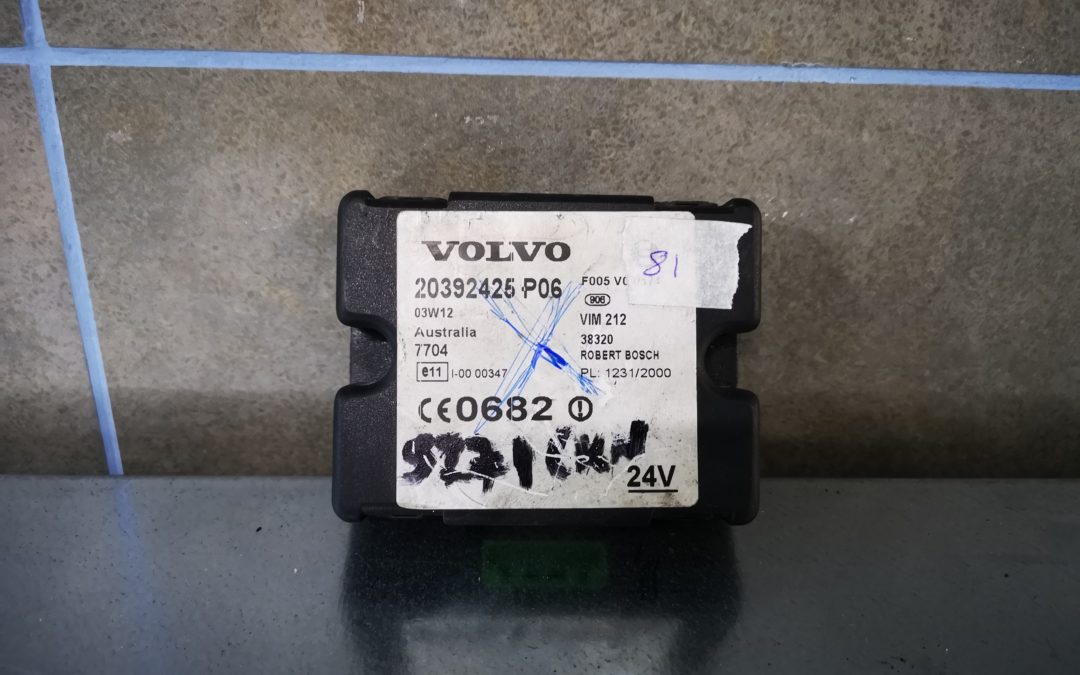 VOLVO
81
20392425 P06
F005 V0
03W12
906
Australia
VIM 212
7704
38320
ROBERT BOSCH
e11 I-00 00347
PL: 1231/2000
CE0682
24V